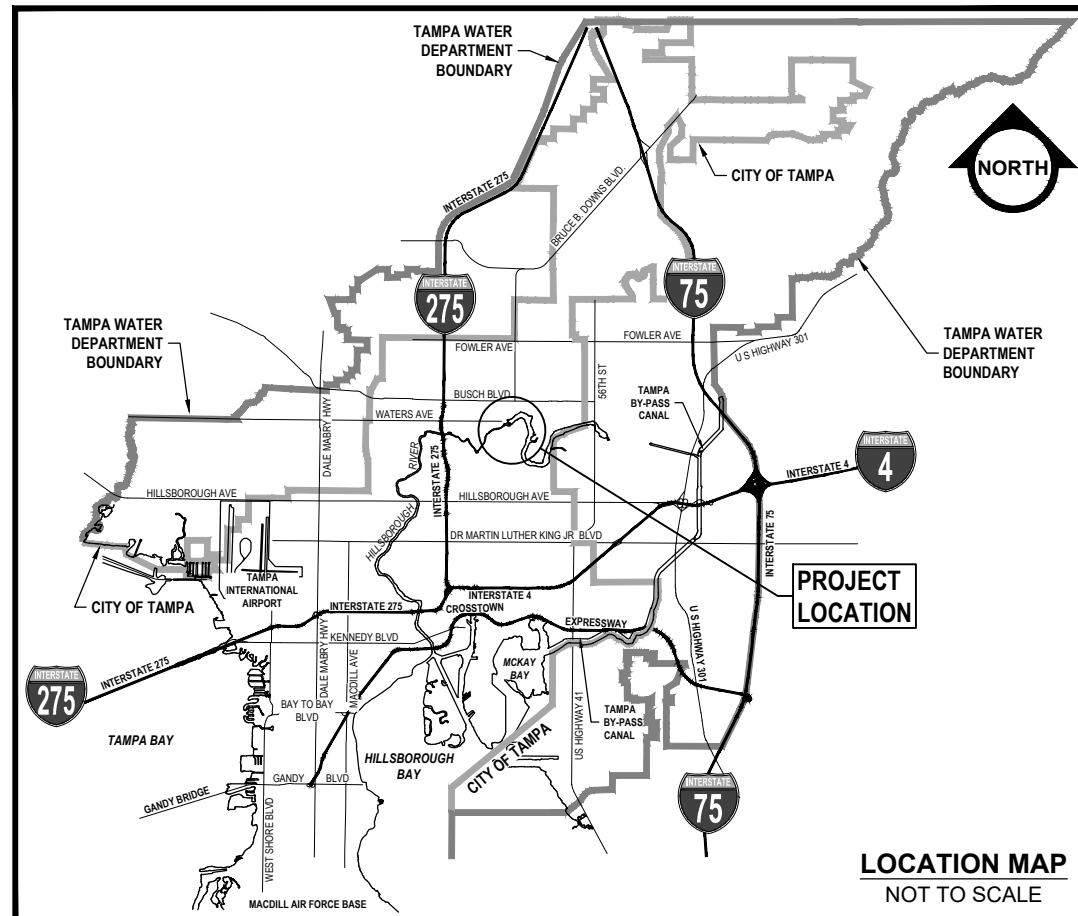 TAMPA WATER
DEPARTMENT
BOUNDARY
CITY OF TAMPA
NORTH
INTERSTATE 275
BRUCE B. DOWNS BLVD.
INTERSTATE
275
INTERSTATE
75
TAMPA WATER
DEPARTMENT
BOUNDARY
TAMPA WATER
DEPARTMENT
BOUNDARY
FOWLER AVE
FOWLER AVE
U S HIGHWAY 301
56TH ST
TAMPA
BY-PASS
CANAL
BUSCH BLVD
WATERS AVE
DALE MABRY HWY
RIVER
INTERSTATE 275
INTERSTATE
4
INTERSTATE 4
HILLSBOROUGH AVE
HILLSBOROUGH AVE
HILLSBOROUGH
DR MARTIN LUTHER KING JR BLVD
INTERSTATE 75
TAMPA
INTERNATIONAL
AIRPORT
CITY OF TAMPA
INTERSTATE 275
INTERSTATE 4
CROSSTOWN
EXPRESSWAY
PROJECT
LOCATION
KENNEDY BLVD
INTERSTATE 275
DALE MABRY HWY
MACDILL AVE
MCKAY
BAY
U S HIGHWAY 301
INTERSTATE
275
BAY TO BAY
BLVD
TAMPA BAY
HILLSBOROUGH
BAY
CITY OF TAMPA
US HIGHWAY 41
TAMPA
BY-PASS
CANAL
GANDY BLVD
GANDY BRIDGE
WEST SHORE BLVD
INTERSTATE
75
MACDILL AIR FORCE BASE
LOCATION MAP
NOT TO SCALE